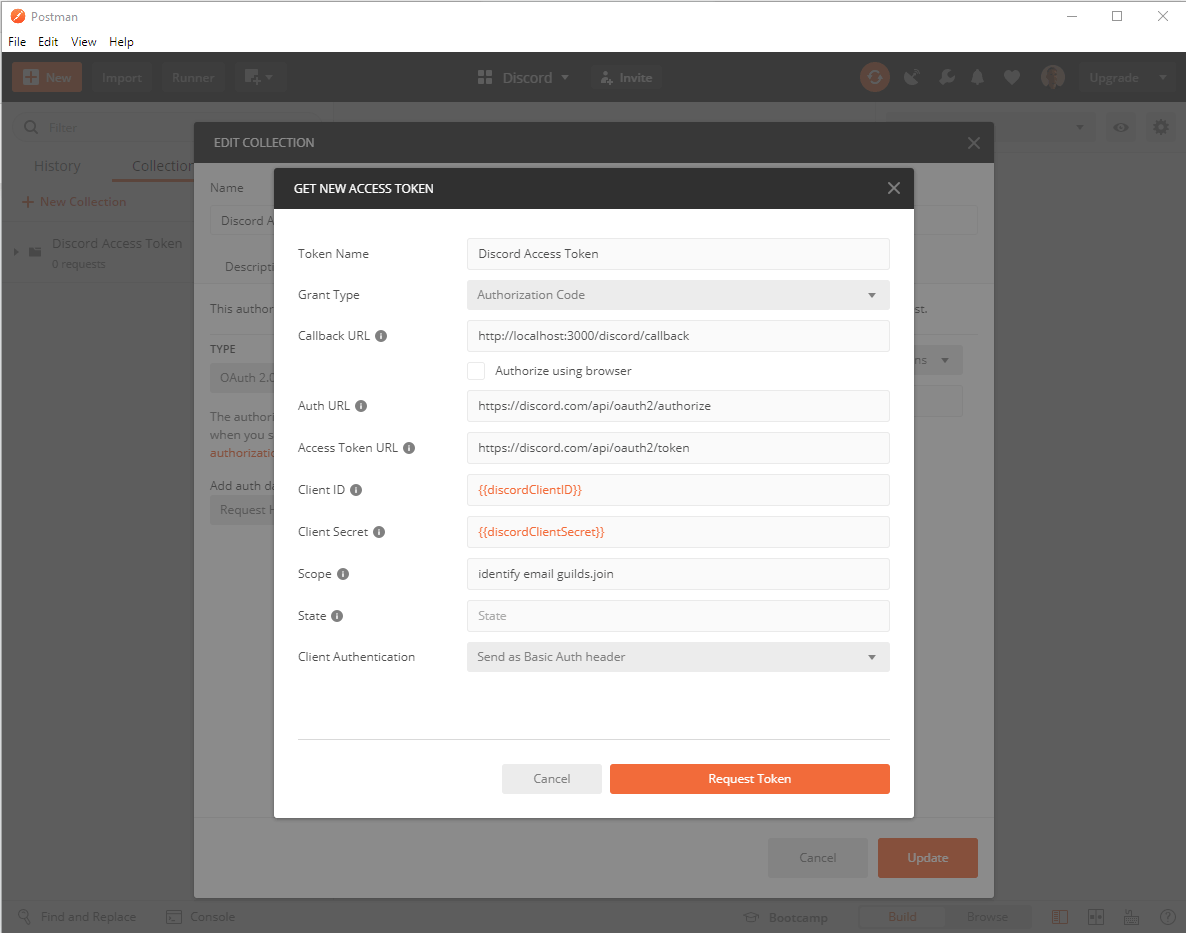 Postman
File Edit View Help
New Import Runner Discord Invite Upgrade
Filter
History Collection
New Collection
Discord Access Token
0 requests
EDIT COLLECTION
Name
Discord A
Descripti
This author
st.
TYPE
OAuth 2.0
ns
The authori
when you s
authorizatio
Add auth da
Request H
GET NEW ACCESS TOKEN
Token Name Discord Access Token
Grant Type Authorization Code
Callback URL http://localhost:3000/discord/callback
Authorize using browser
Auth URL https://discord.com/api/oauth2/authorize
Access Token URL https://discord.com/api/oauth2/token
Client ID {{discordClientID}}
Client Secret {{discordClientSecret}}
Scope identify email guilds.join
State State
Client Authentication Send as Basic Auth header
Cancel Request Token
Cancel Update
Find and Replace Console Bootcamp Build Browse